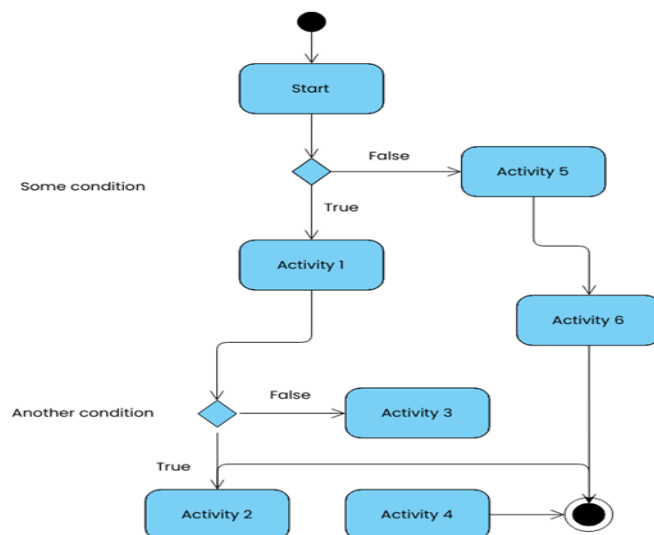 Start
False
Activity 5
Some condition
True
Activity 1
Activity 6
False
Another condition
Activity 3
True
Activity 2
Activity 4